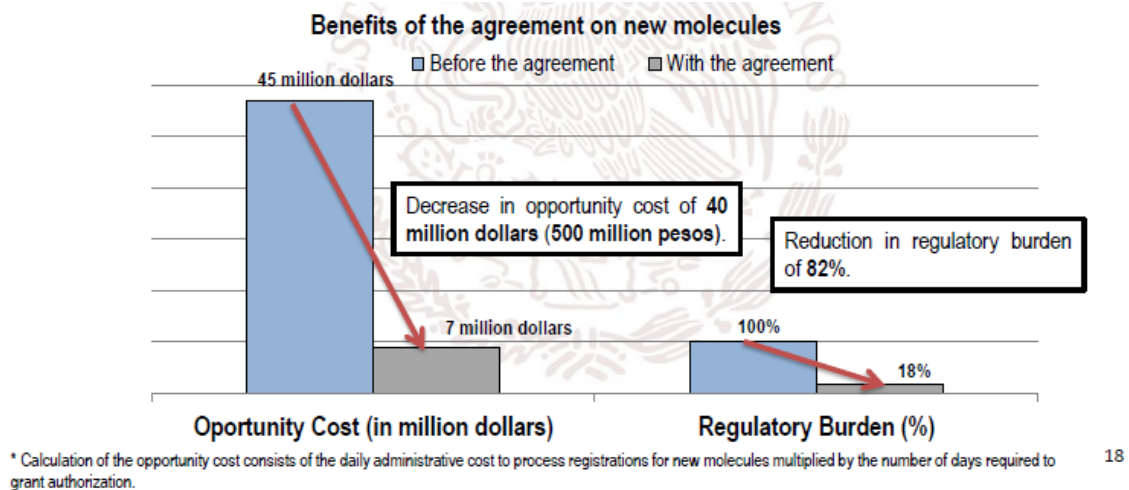 Benefits of the agreement on new molecules
Before the agreement With the agreement
45 million dollars
Decrease in opportunity cost of 40
million dollars (500 million pesos).
Reduction in regulatory burden
of 82%.
7 million dollars
100%
18%
Oportunity Cost (in million dollars)
Regulatory Burden (%)
* Calculation of the opportunity cost consists of the daily administrative cost to process registrations for new molecules multiplied by the number of days required to
grant authorization.
18